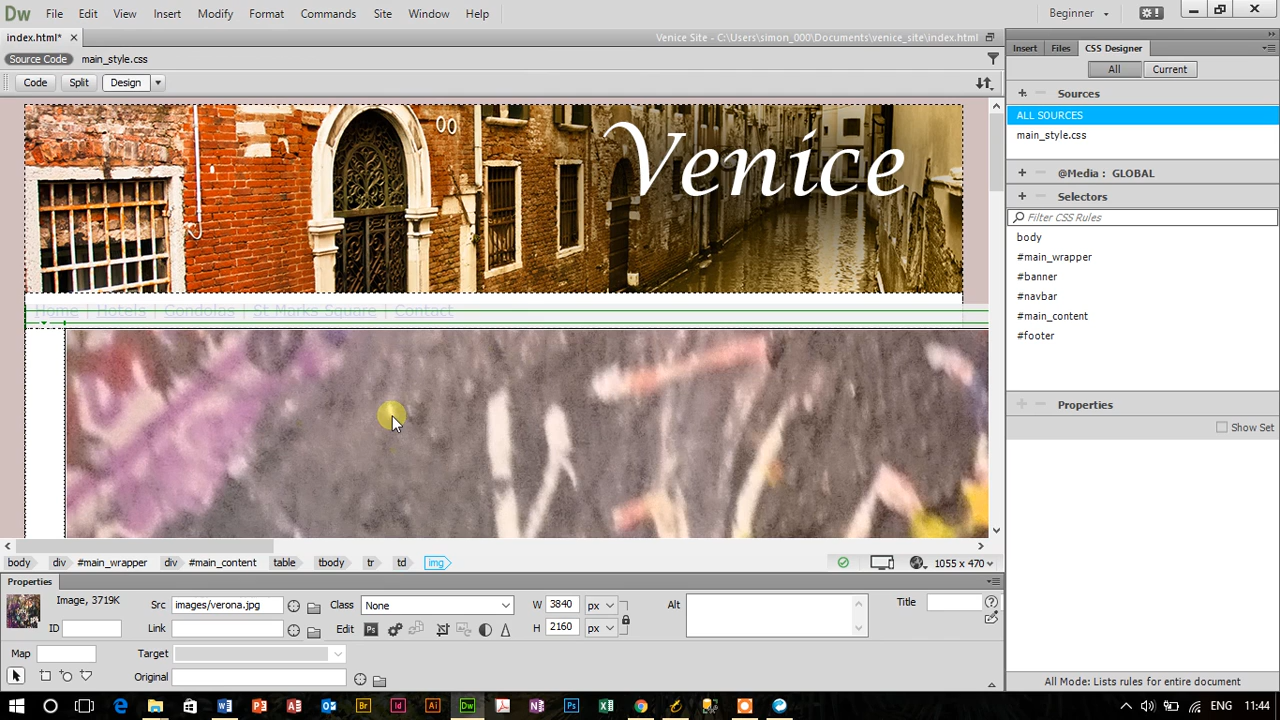 Dw File Edit View Insert Modify Format Commands Site Window Help Beginner
index.html* Venice Site - C:\Users\simon_000\Documents\venice_site\index.html
Insert Files CSS Designer
Source Code main_style.css
All Current
Code Split Design
Sources
ALL SOURCES
main_style.css
@Media : GLOBAL
Selectors
Filter CSS Rules
body
#main_wrapper
#banner
#navbar
#main_content
#footer
Properties
Show Set
Venice
Home | Hotels | Gondolas | St Marks Square | Contact
body div #main_wrapper div #main_content table tbody tr td img 1055 x 470
Properties
Image, 3719K Src images/verona.jpg Class None W 3840 px Alt Title
ID Link Edit Ps H 2160 px
Map Target
Original
All Mode: Lists rules for entire document
ENG 11:44